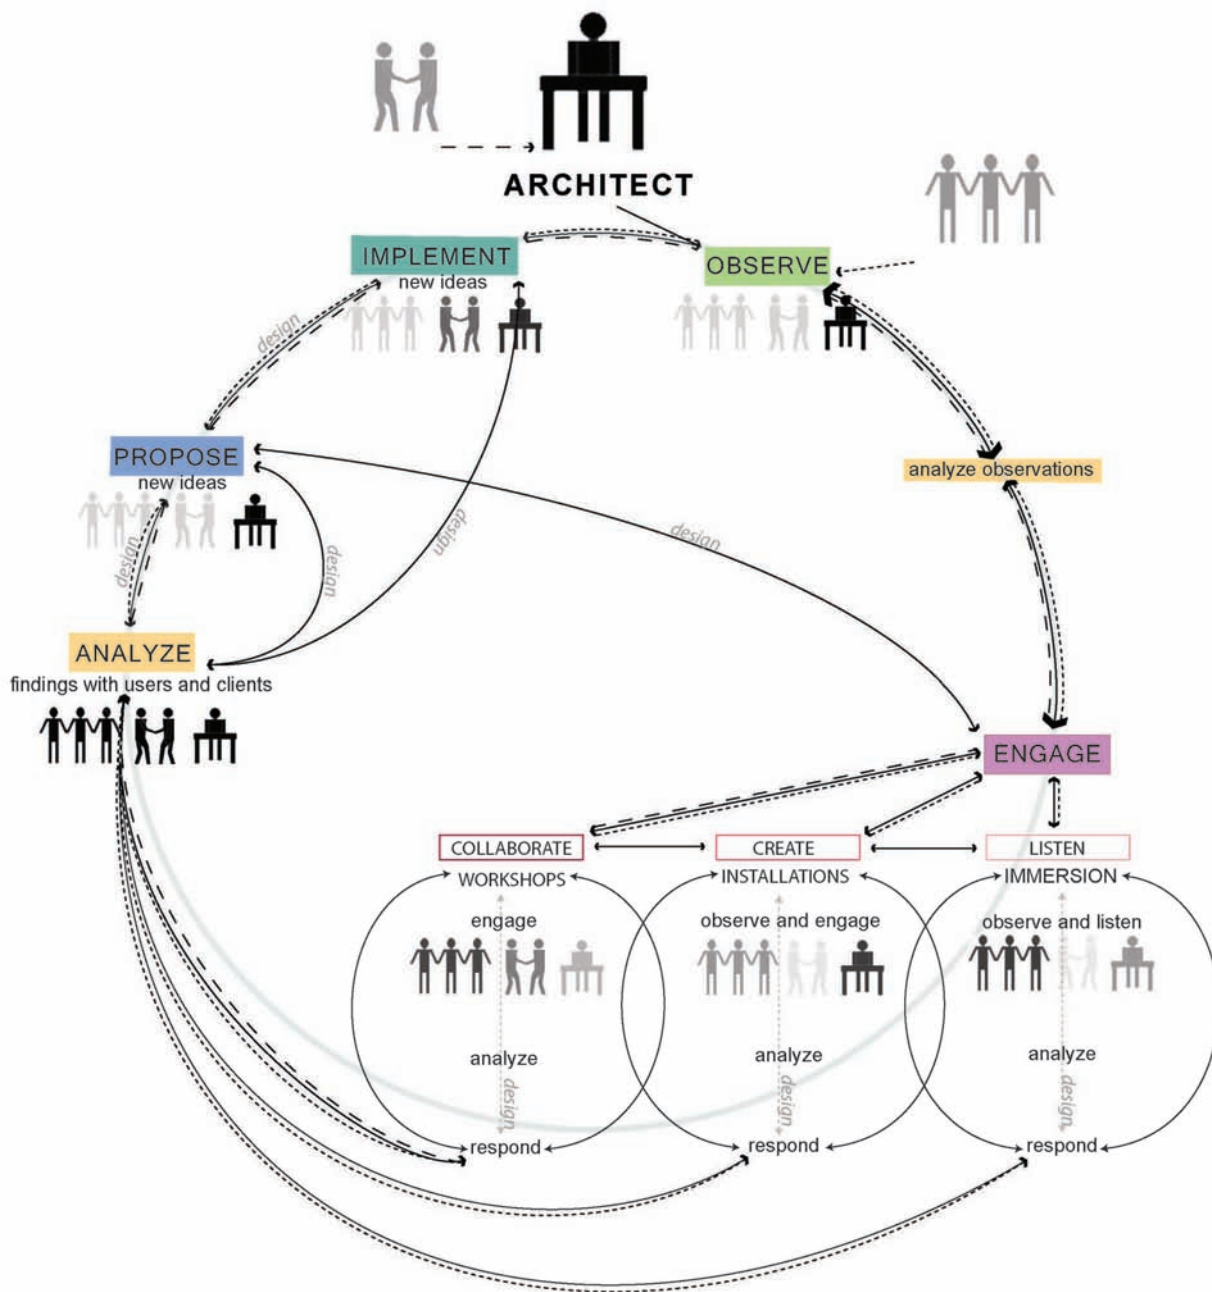 ARCHITECT
IMPLEMENT
new ideas
OBSERVE
design
PROPOSE
new ideas
analyze observations
design
design
design
design
ANALYZE
findings with users and clients
ENGAGE
COLLABORATE
CREATE
LISTEN
WORKSHOPS
INSTALLATIONS
IMMERSION
engage
observe and engage
observe and listen
analyze
analyze
analyze
design
design
design
respond
respond
respond